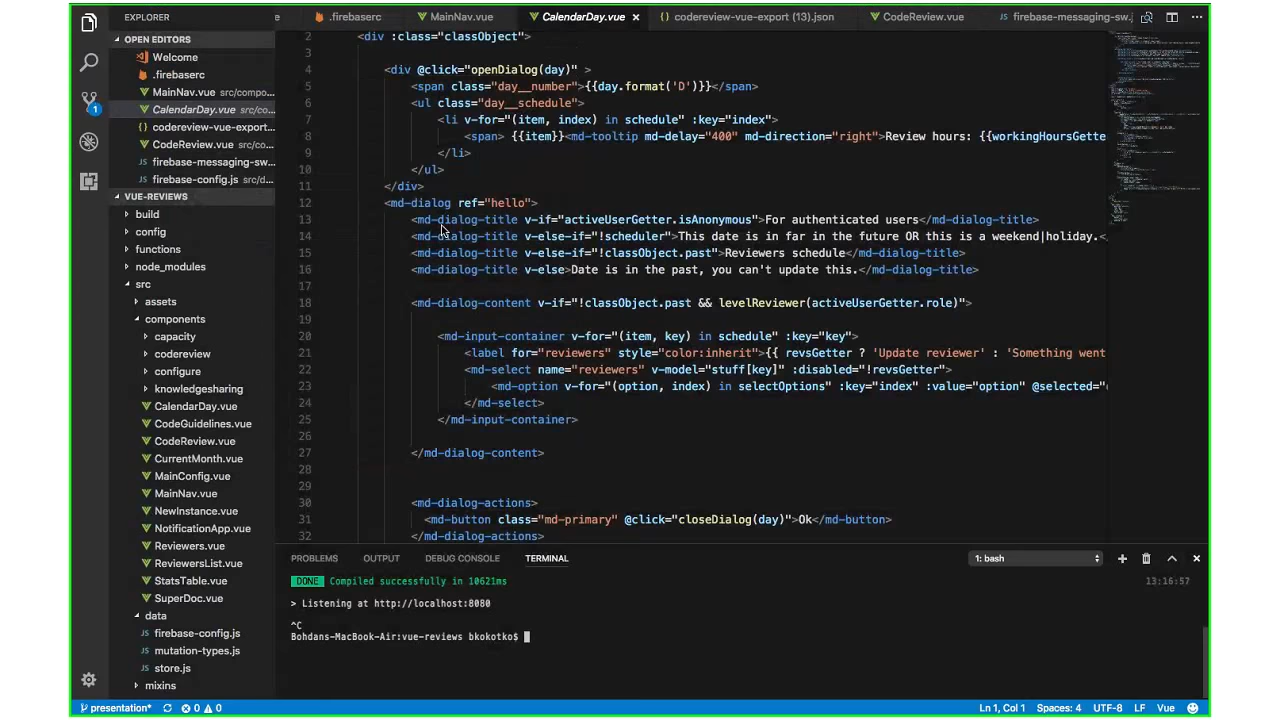 EXPLORER
OPEN EDITORS
Welcome
.firebaserc
MainNav.vue src/compo...
CalendarDay.vue src/co...
codereview-vue-export...
CodeReview.vue src/co...
firebase-messaging-sw...
firebase-config.js src/d...
VUE-REVIEWS
build
config
functions
node_modules
src
assets
components
capacity
codereview
configure
knowledgesharing
CalendarDay.vue
CodeGuidelines.vue
CodeReview.vue
CurrentMonth.vue
MainConfig.vue
MainNav.vue
NewInstance.vue
NotificationApp.vue
Reviewers.vue
ReviewersList.vue
StatsTable.vue
SuperDoc.vue
data
firebase-config.js
mutation-types.js
store.js
mixins
1
.firebaserc MainNav.vue CalendarDay.vue codereview-vue-export (13).json CodeReview.vue firebase-messaging-sw.j
2 <div :class="classObject">
3
4 <div @click="openDialog(day)" >
5 <span class="day__number">{{day.format('D')}}</span>
6 <ul class="day__schedule">
7 <li v-for="(item, index) in schedule" :key="index">
8 <span> {{item}}<md-tooltip md-delay="400" md-direction="right">Review hours: {{workingHoursGette
9 </li>
10 </ul>
11 </div>
12 <md-dialog ref="hello">
13 <md-dialog-title v-if="activeUserGetter.isAnonymous">For authenticated users</md-dialog-title>
14 <md-dialog-title v-else-if="!scheduler">This date is in far in the future OR this is a weekend|holiday.<
15 <md-dialog-title v-else-if="!classObject.past">Reviewers schedule</md-dialog-title>
16 <md-dialog-title v-else>Date is in the past, you can't update this.</md-dialog-title>
17
18 <md-dialog-content v-if="!classObject.past && levelReviewer(activeUserGetter.role)">
19
20 <md-input-container v-for="(item, key) in schedule" :key="key">
21 <label for="reviewers" style="color:inherit">{{ revsGetter ? 'Update reviewer' : 'Something went
22 <md-select name="reviewers" v-model="stuff[key]" :disabled="!revsGetter">
23 <md-option v-for="(option, index) in selectOptions" :key="index" :value="option" @selected="
24 </md-select>
25 </md-input-container>
26
27 </md-dialog-content>
28
29
30 <md-dialog-actions>
31 <md-button class="md-primary" @click="closeDialog(day)">Ok</md-button>
32 </md-dialog-actions>
PROBLEMS OUTPUT DEBUG CONSOLE TERMINAL 1: bash
DONE Compiled successfully in 10621ms 13:16:57
> Listening at http://localhost:8080
^C
Bohdans-MacBook-Air:vue-reviews bkokotko$
presentation* 0 0 Ln 1, Col 1 Spaces: 4 UTF-8 LF Vue